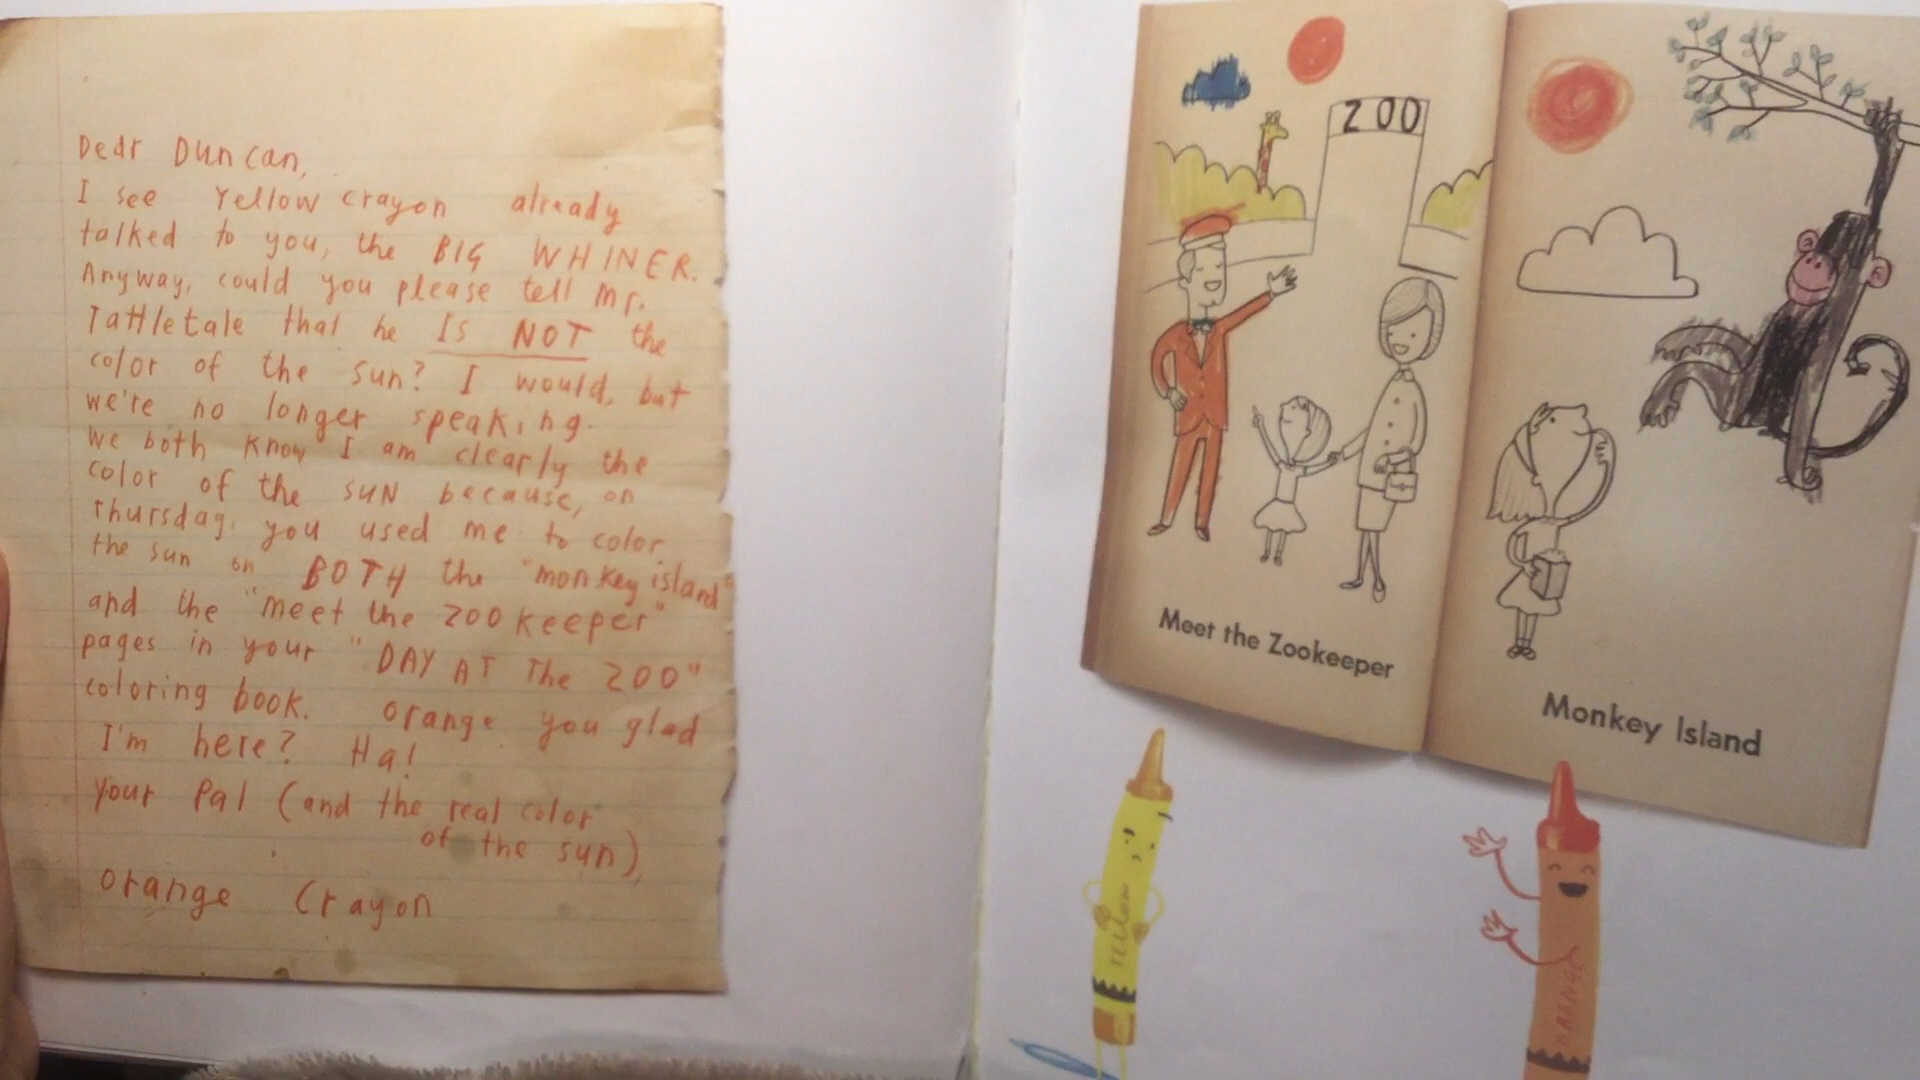 Dear Duncan,
I see Yellow crayon already
talked to you, the BIG WHINER.
Anyway, could you please tell Mr.
Tattletale that he IS NOT the
color of the sun? I would, but
we're no longer speaking.
We both know I am clearly the
color of the SUN because, on
Thursday, you used me to color
the sun on BOTH the "monkey island"
and the "meet the zoo keeper"
pages in your "DAY AT The ZOO"
coloring book. Orange you glad
I'm here? Ha!
Your Pal (and the real color
of the sun),
Orange Crayon
ZOO
Meet the Zookeeper
Monkey Island
YELLOW
ORANGE